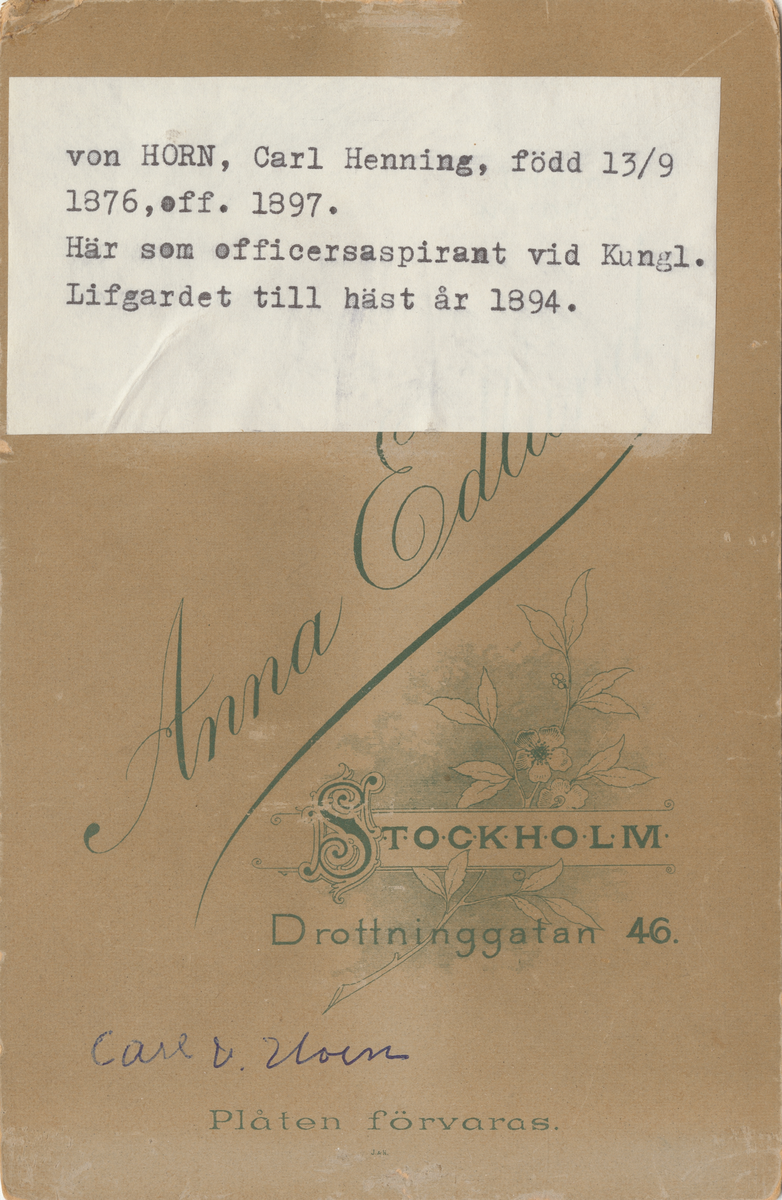 von HORN, Carl Henning, född 13/9
1876,off. 1897.
Här som officersaspirant vid Kungl.
Lifgardet till häst år 1894.
Anna
STOCKHOLM
Drottninggatan 46.
Carl v. Horn
Plåten förvaras.